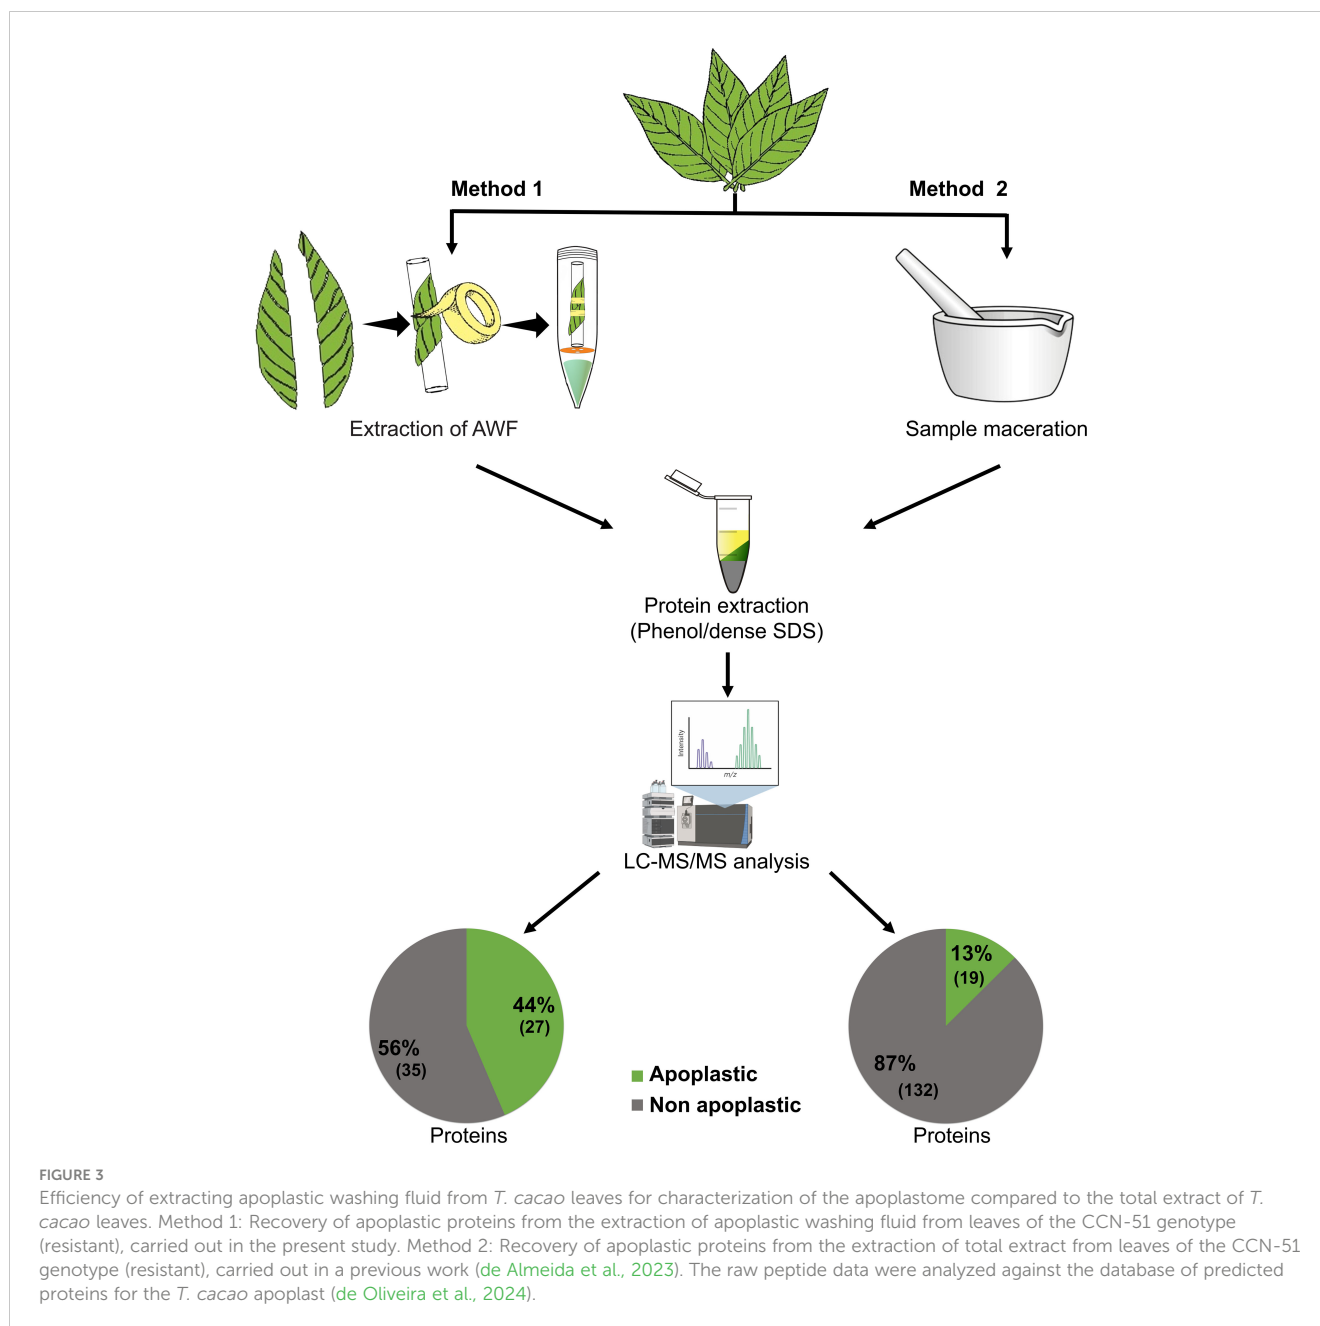 Method 1
Method 2
Extraction of AWF
Sample maceration
Protein extraction
(Phenol/dense SDS)
Intensity
m/z
LC-MS/MS analysis
44%
(27)
56%
(35)
Proteins
13%
(19)
87%
(132)
Proteins
Apoplastic
Non apoplastic
FIGURE 3
Efficiency of extracting apoplastic washing fluid from T. cacao leaves for characterization of the apoplastome compared to the total extract of T.
cacao leaves. Method 1: Recovery of apoplastic proteins from the extraction of apoplastic washing fluid from leaves of the CCN-51 genotype
(resistant), carried out in the present study. Method 2: Recovery of apoplastic proteins from the extraction of total extract from leaves of the CCN-51
genotype (resistant), carried out in a previous work (de Almeida et al., 2023). The raw peptide data were analyzed against the database of predicted
proteins for the T. cacao apoplast (de Oliveira et al., 2024).